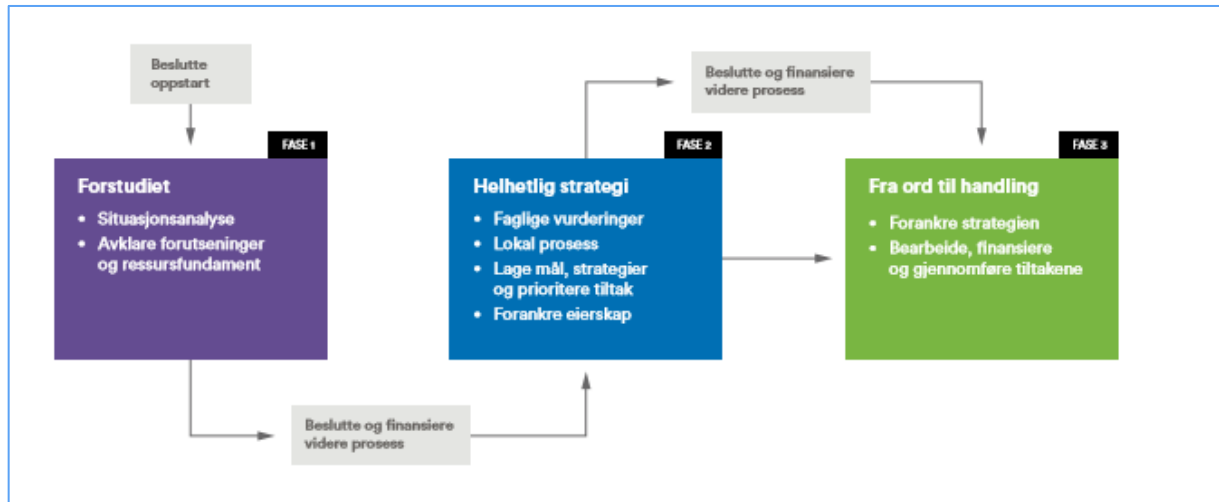 Beslutte
oppstart
FASE 1
Forstudiet
• Situasjonsanalyse
• Avklare forutseninger
og ressursfundament
Beslutte og finansiere
videre prosess
FASE 2
Helhetlig strategi
• Faglige vurderinger
• Lokal prosess
• Lage mål, strategier
og prioritere tiltak
• Forankre eierskap
Beslutte og finansiere
videre prosess
FASE 3
Fra ord til handling
• Forankre strategien
• Bearbeide, finansiere
og gjennomføre tiltakene